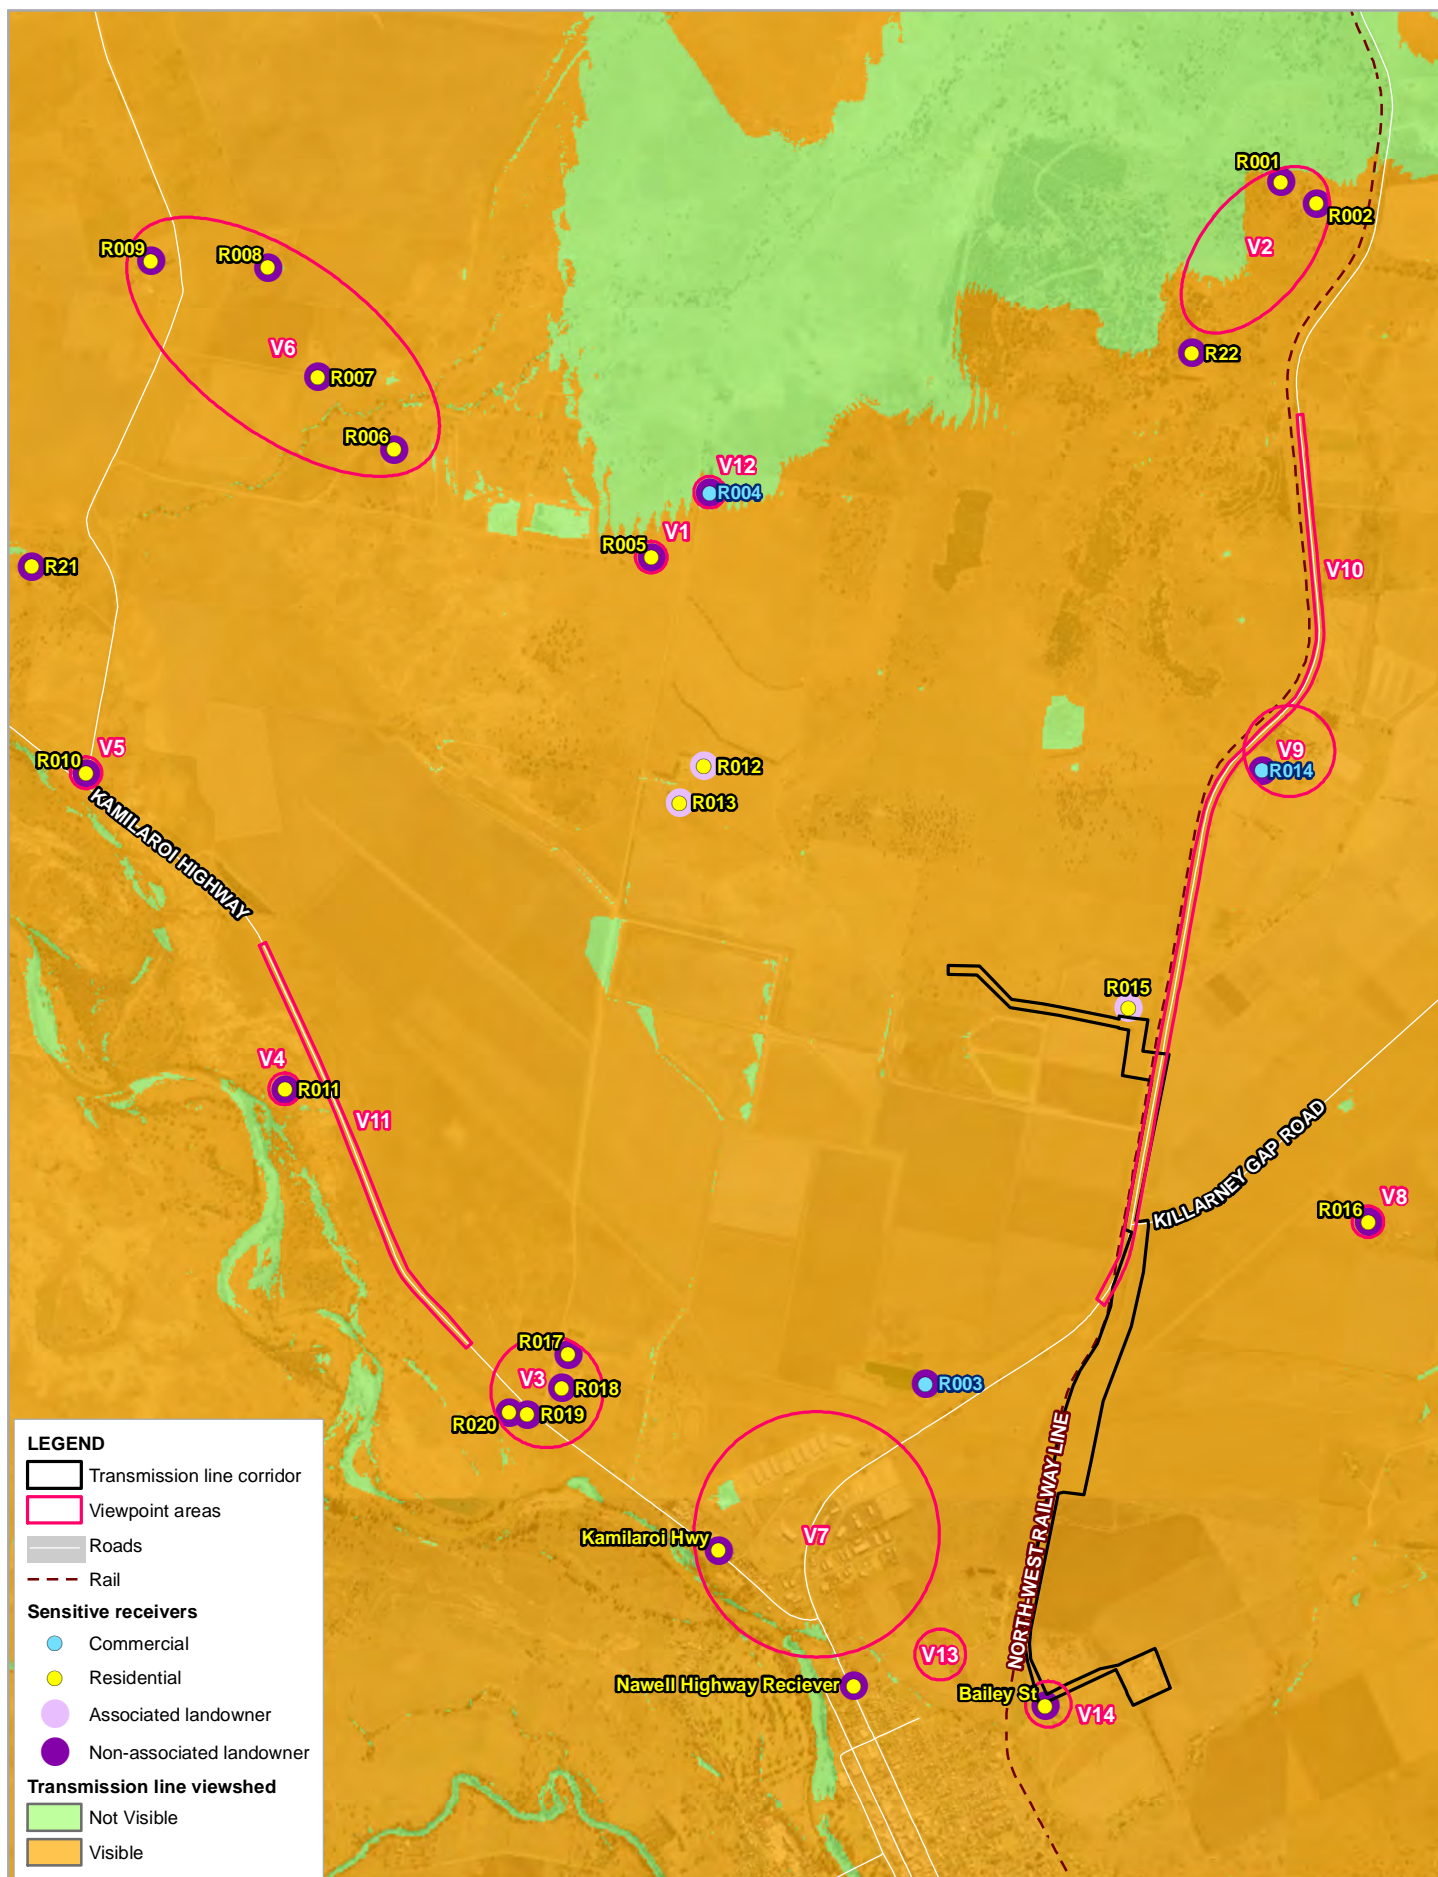 R001
R002
V2
R009
R008
V6
R007
R22
R006
V12
R004
V1
R005
R21
V10
V5
R010
V9
R014
R012
R013
KAMILAROI HIGHWAY
R015
V4
R011
V11
KILLARNEY GAP ROAD
V8
R016
R017
V3
R018
R003
R019
R020
NORTH-WEST RAILWAY LINE
Kamilaroi Hwy
V7
V13
Nawell Highway Reciever
Bailey St
V14
LEGEND
Transmission line corridor
Viewpoint areas
Roads
Rail
Sensitive receivers
Commercial
Residential
Associated landowner
Non-associated landowner
Transmission line viewshed
Not Visible
Visible